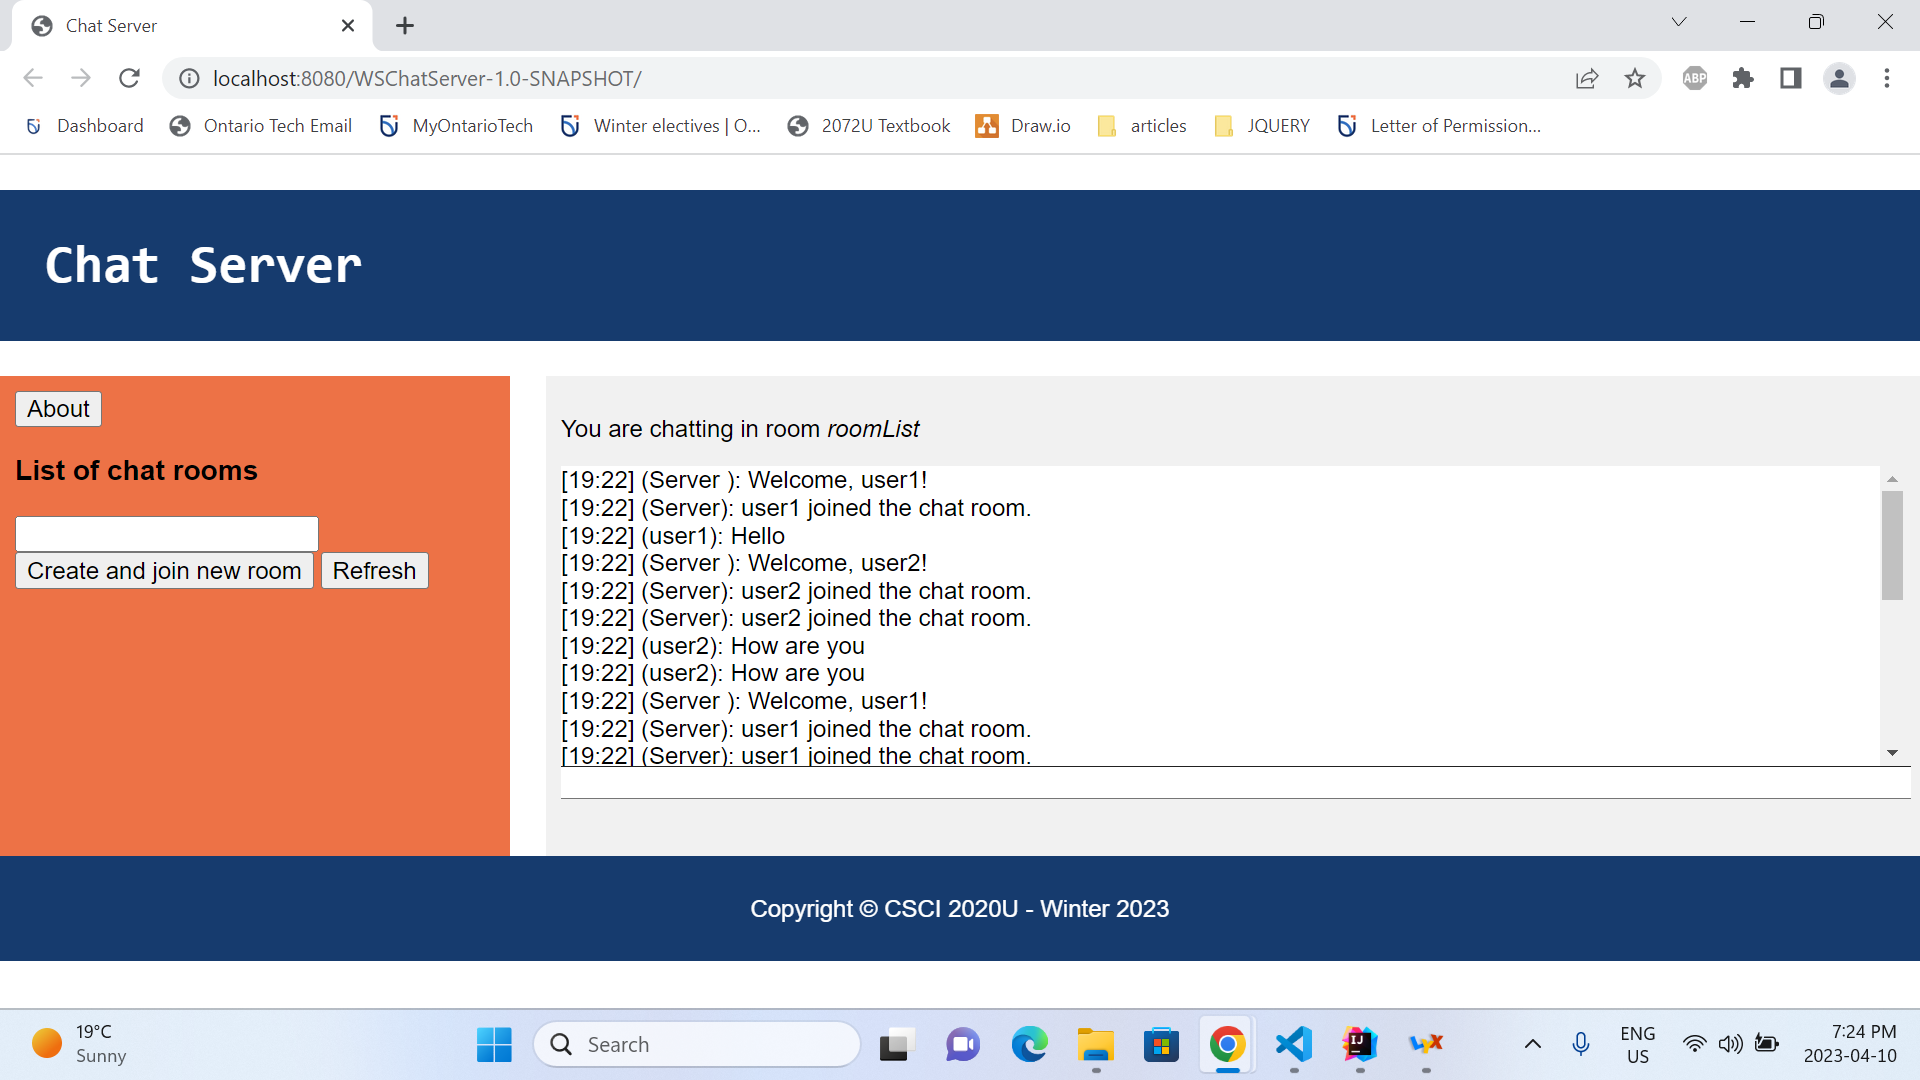 Chat Server
localhost:8080/WSChatServer-1.0-SNAPSHOT/
ABP
Dashboard Ontario Tech Email MyOntarioTech Winter electives | O... 2072U Textbook Draw.io articles JQUERY Letter of Permission...
Chat Server
About
List of chat rooms
Create and join new room Refresh
You are chatting in room roomList
[19:22] (Server ): Welcome, user1!
[19:22] (Server): user1 joined the chat room.
[19:22] (user1): Hello
[19:22] (Server ): Welcome, user2!
[19:22] (Server): user2 joined the chat room.
[19:22] (Server): user2 joined the chat room.
[19:22] (user2): How are you
[19:22] (user2): How are you
[19:22] (Server ): Welcome, user1!
[19:22] (Server): user1 joined the chat room.
[19:22] (Server): user1 joined the chat room.
Copyright © CSCI 2020U - Winter 2023
19°C
Sunny
Search
IJ
ENG
US
7:24 PM
2023-04-10